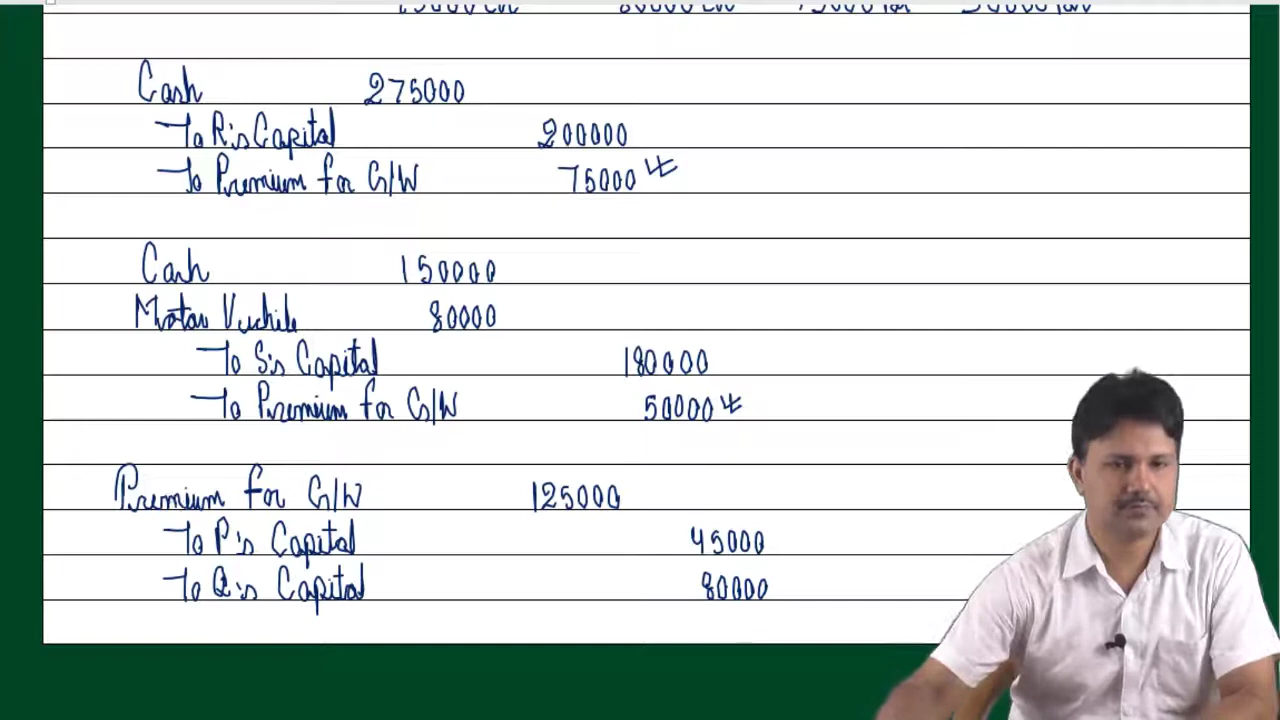 Cash 275000
To R's Capital 200000
To Premium for G/W 75000
Cash 150000
Motor Vechile 80000
To S's Capital 180000
To Premium for G/W 50000
Premium for G/W 125000
To P's Capital 45000
To Q's Capital 80000